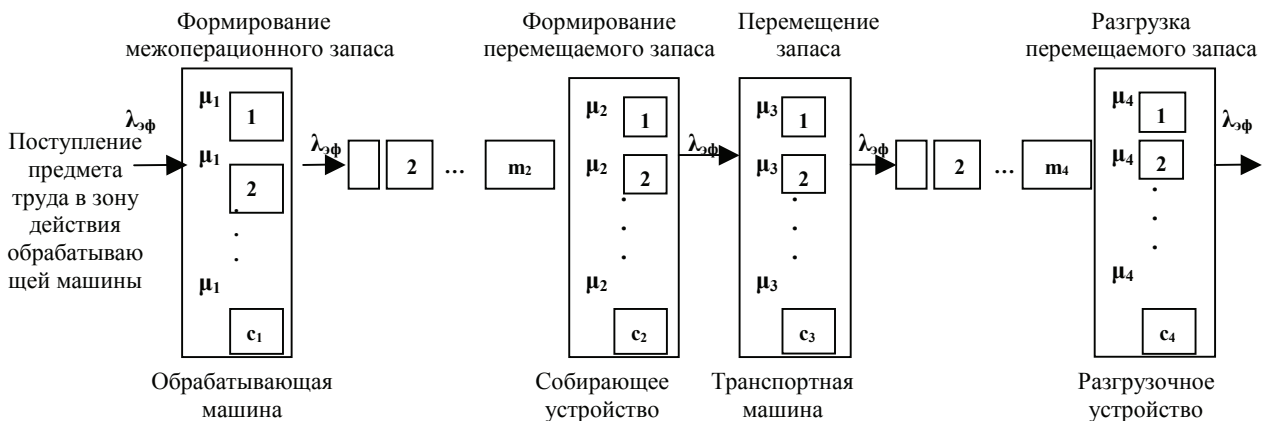 Формирование
межоперационного запаса
Формирование
перемещаемого запаса
Перемещение
запаса
Разгрузка
перемещаемого запаса
λэф
Поступление
предмета
труда в зону
действия
обрабатываю
щей машины
μ₁
1
μ₁
2
μ₁
c₁
λэф
2
...
m₂
μ₂
1
μ₂
2
μ₂
c₂
λэф
μ₃
1
μ₃
2
μ₃
c₃
λэф
2
...
m₄
μ₄
1
μ₄
2
μ₄
c₄
λэф
Обрабатывающая
машина
Собирающее
устройство
Транспортная
машина
Разгрузочное
устройство